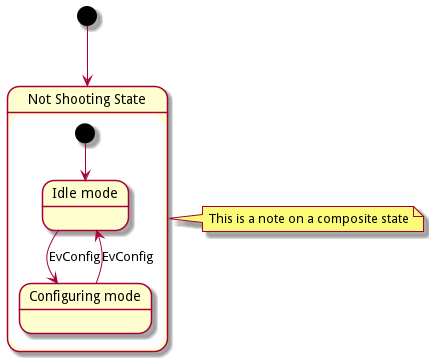 Not Shooting State
Idle mode
This is a note on a composite state
EvConfig
EvConfig
Configuring mode